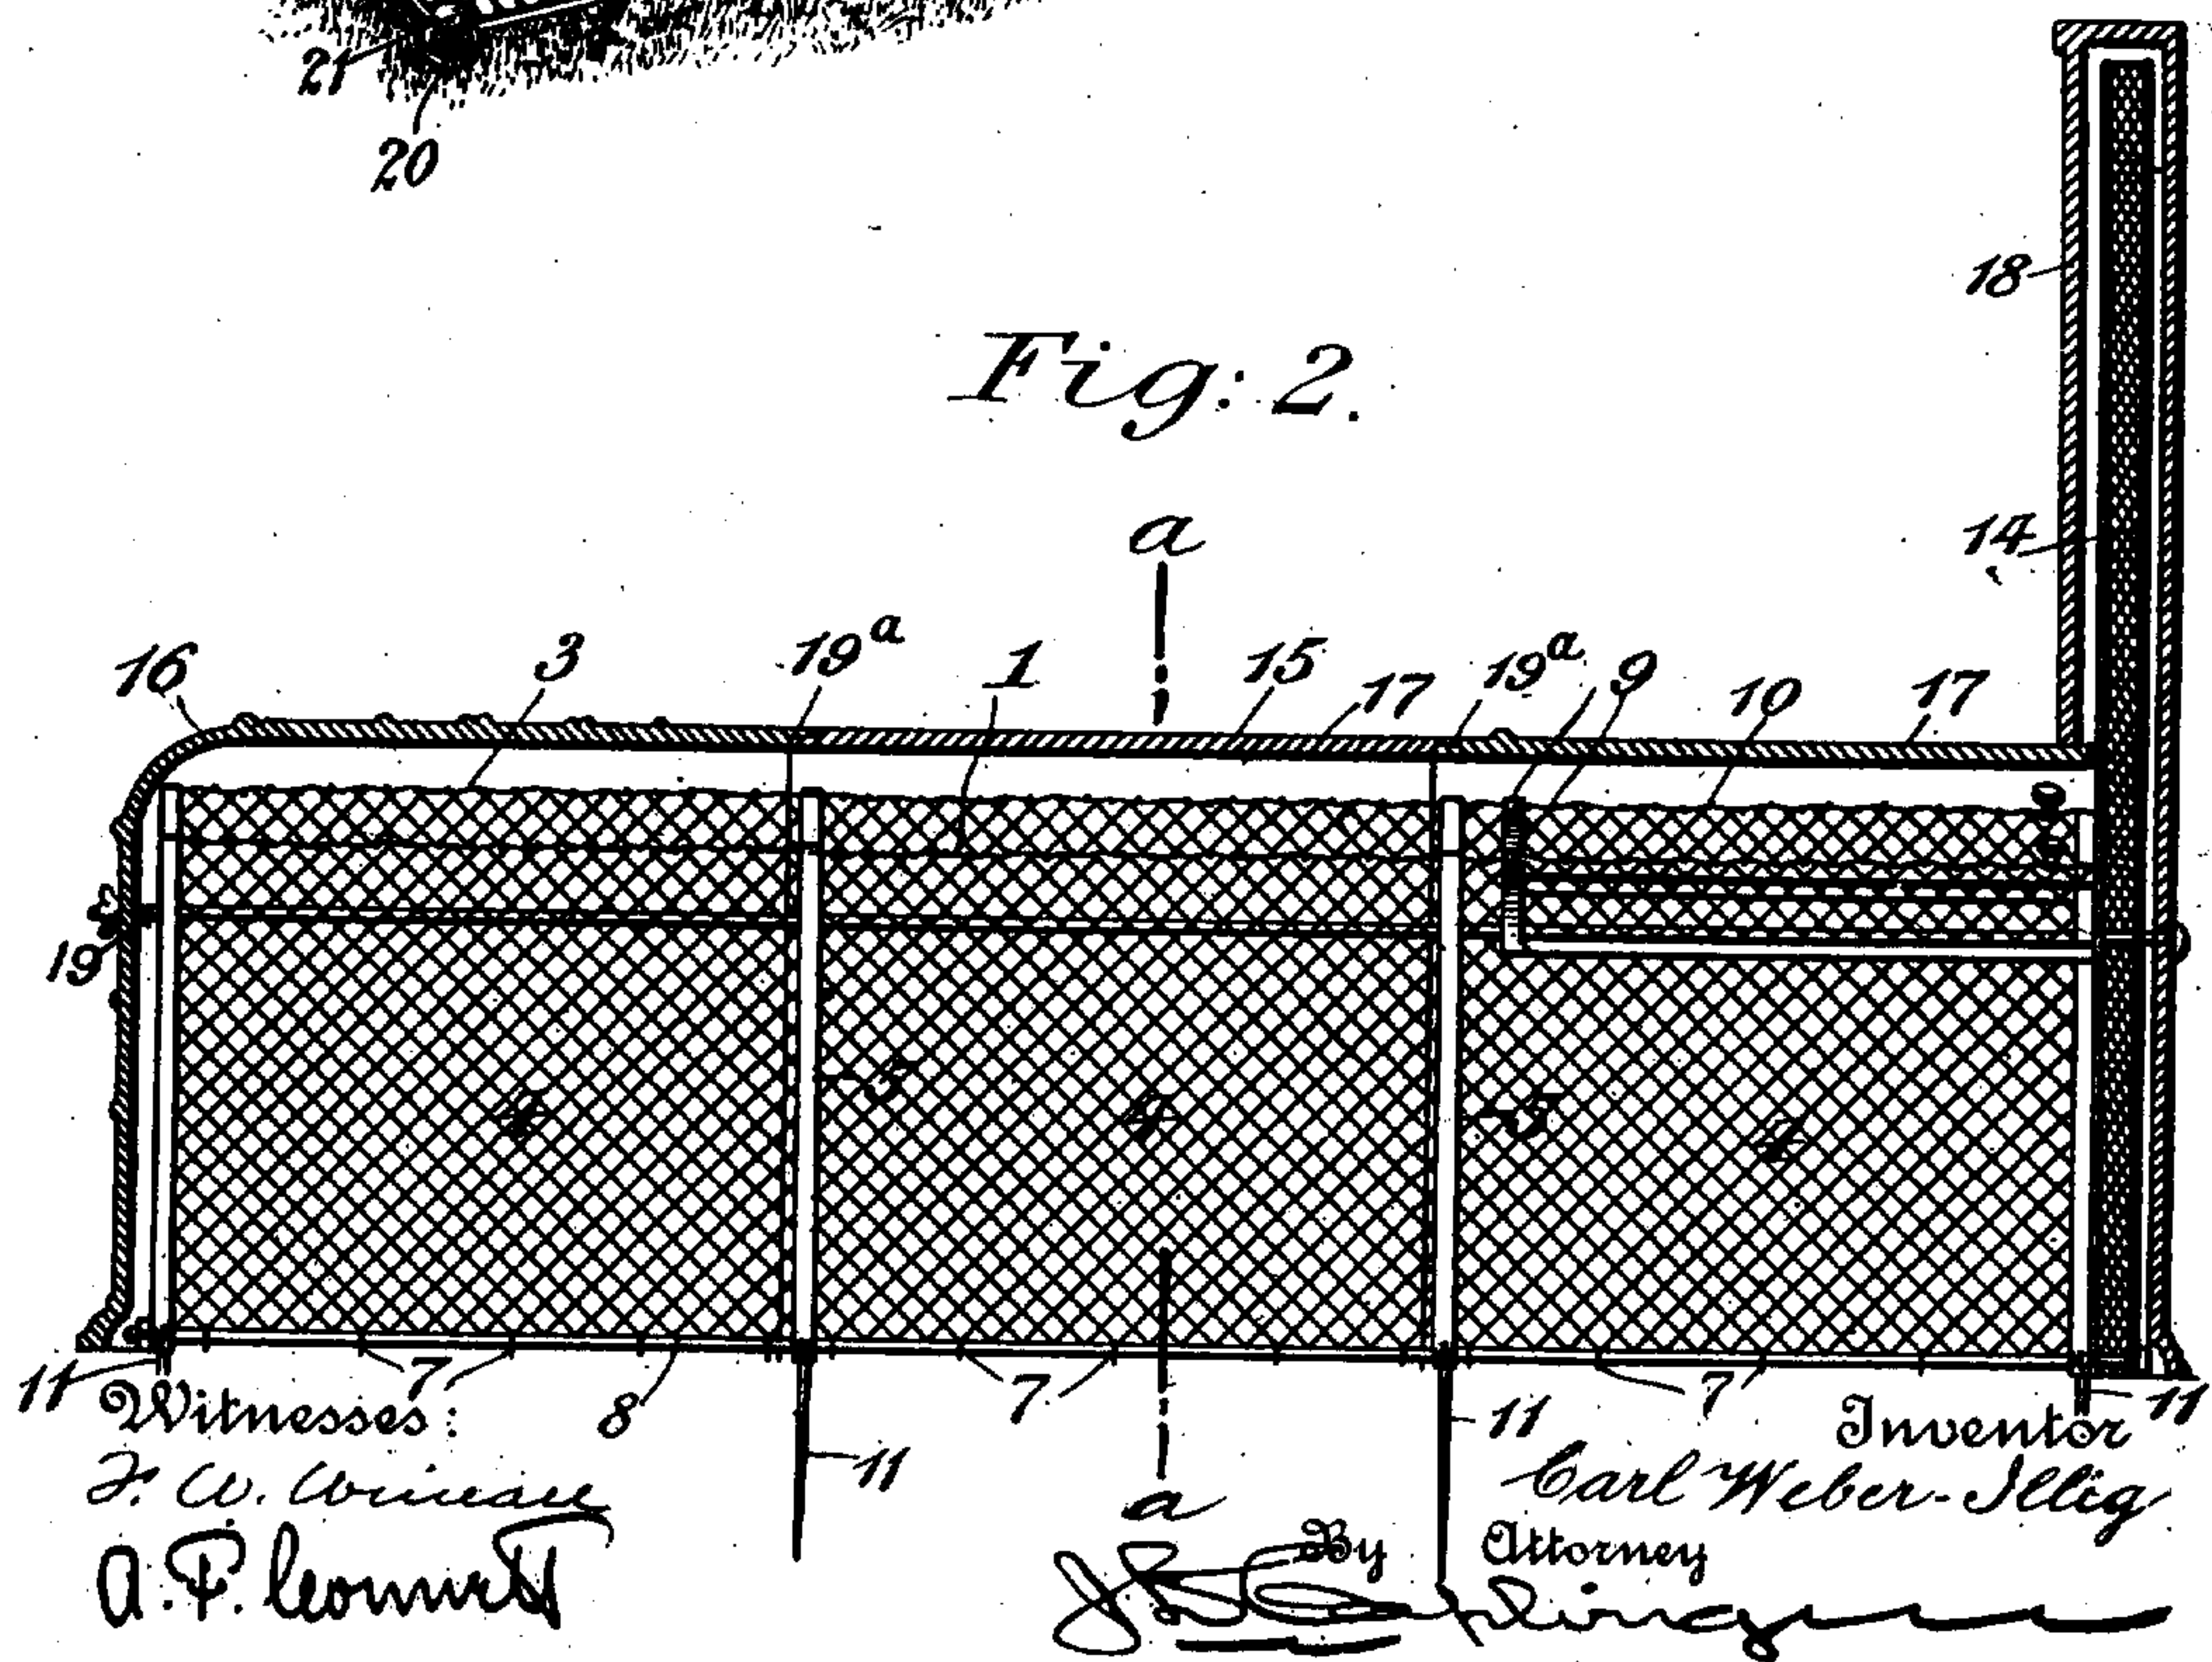 21
20
Fig: 2.
18
14
a
16 3 19a 1 15 17 19a 9 10 17
19
4 5 4 5 4
11 7 8 7 7 11
11 11
a
Witnesses:
A. P.
Inventor
Carl Weber-Illig
By Attorney